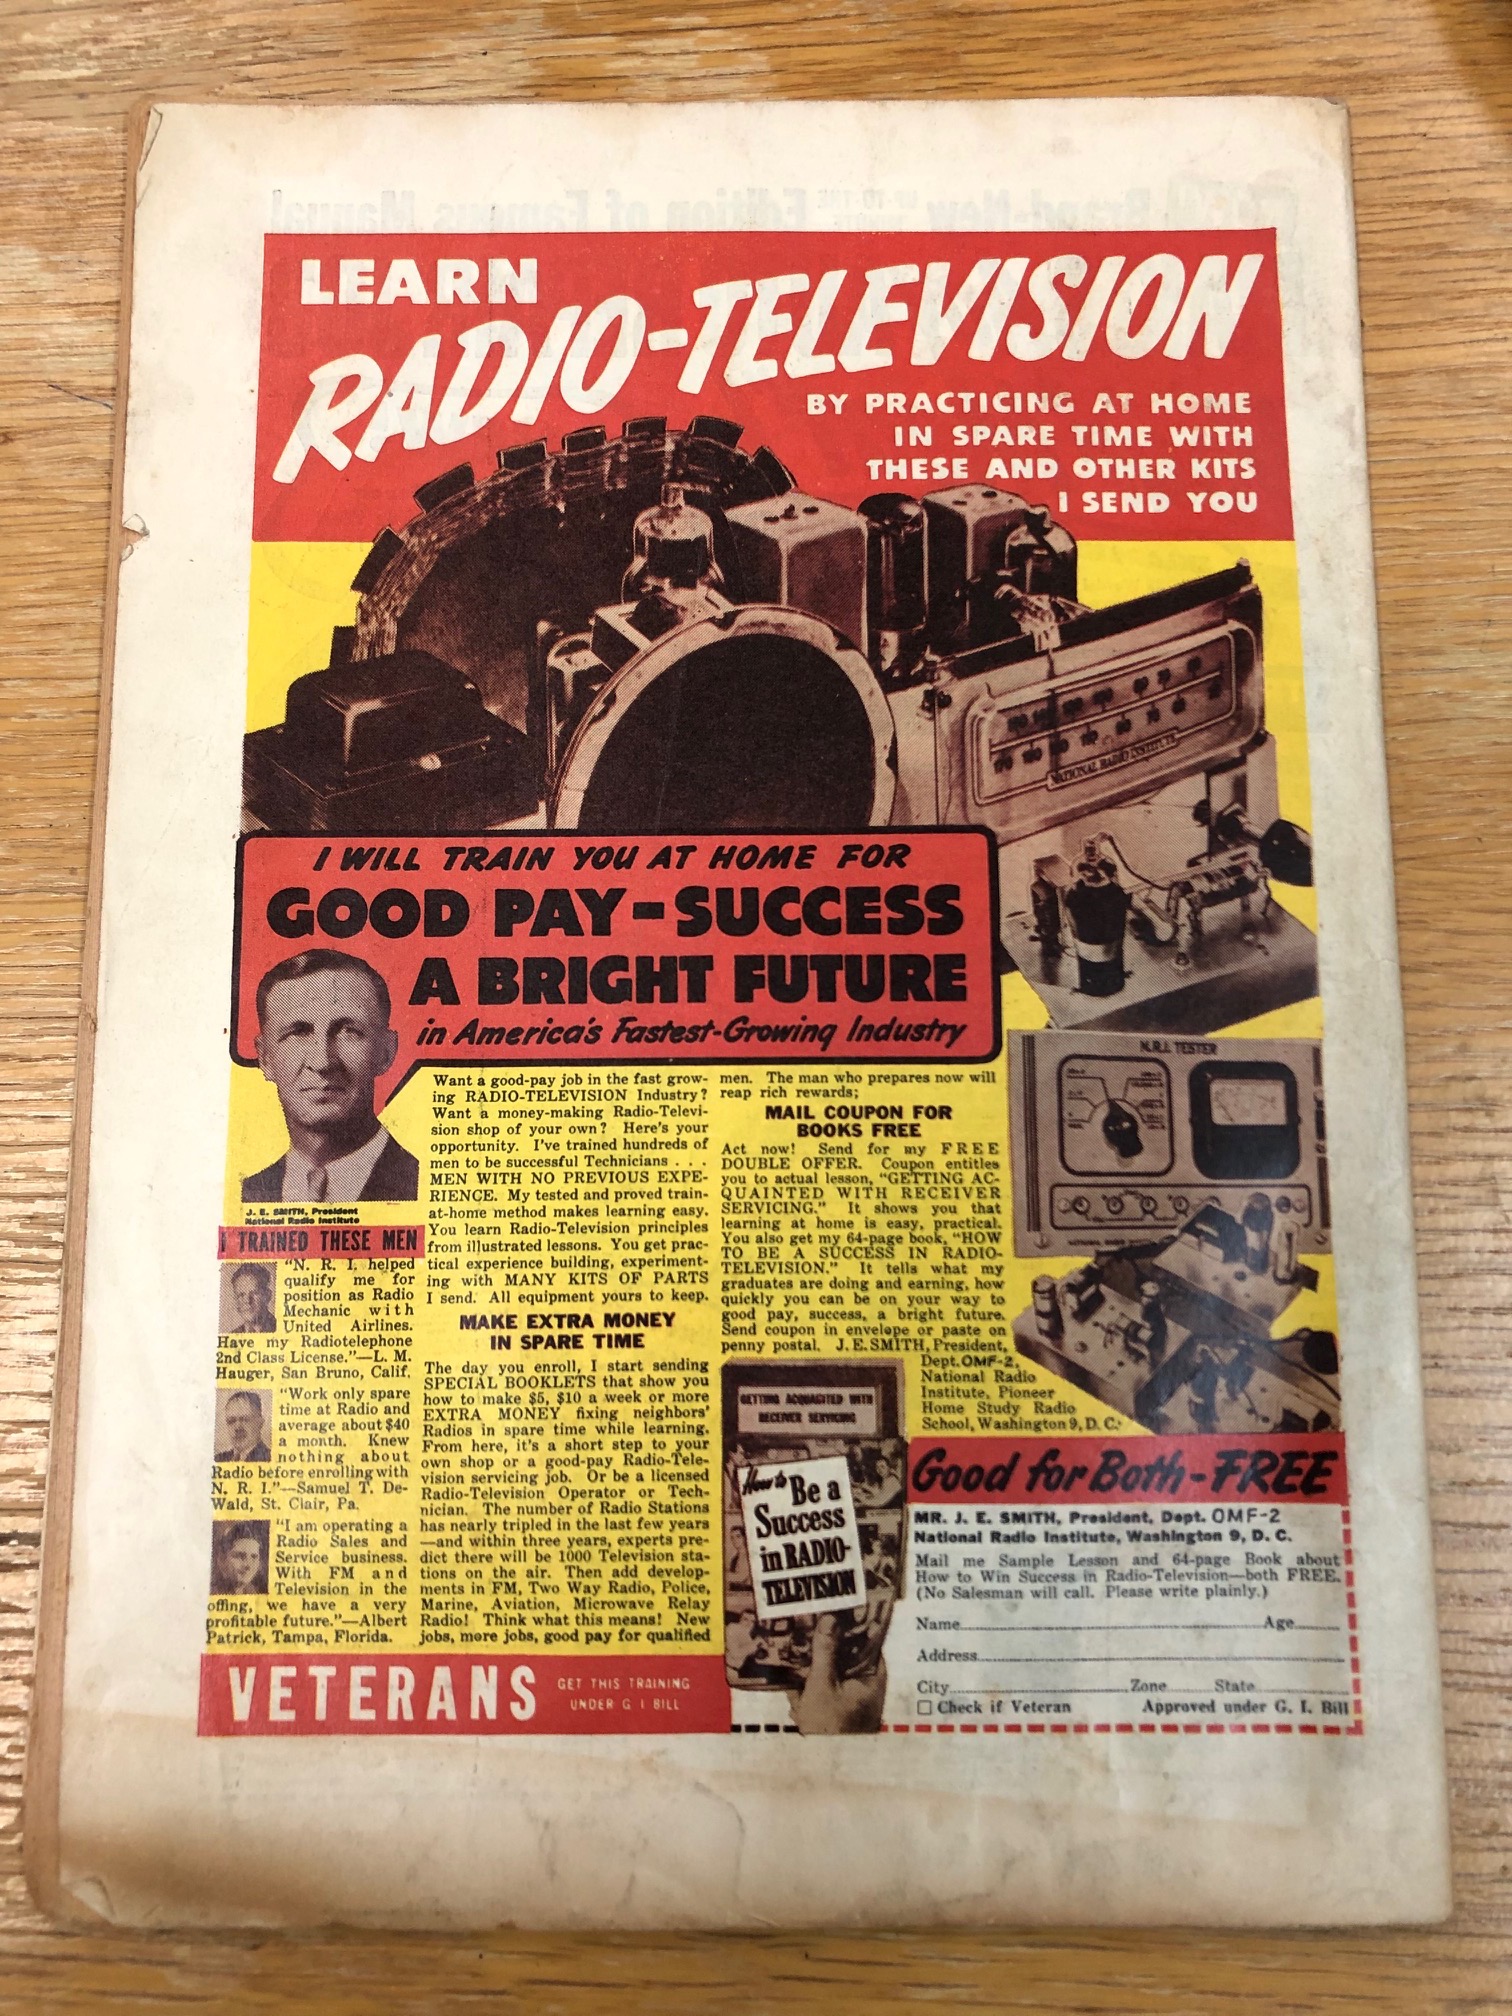 LEARN
RADIO-TELEVISION
BY PRACTICING AT HOME
IN SPARE TIME WITH
THESE AND OTHER KITS
I SEND YOU
NATIONAL RADIO INSTITUTE
I WILL TRAIN YOU AT HOME FOR
GOOD PAY-SUCCESS
A BRIGHT FUTURE
in America's Fastest-Growing Industry
N.R.I. TESTER
J. E. SMITH, President
National Radio Institute
I TRAINED THESE MEN
"N. R. I. helped
qualify me for
position as Radio
Mechanic with
United Airlines.
Have my Radiotelephone
2nd Class License."—L. M.
Hauger, San Bruno, Calif.
"Work only spare
time at Radio and
average about $40
a month. Knew
nothing about
Radio before enrolling with
N. R. I."—Samuel T. De-
Wald, St. Clair, Pa.
"I am operating a
Radio Sales and
Service business.
With FM and
Television in the
offing, we have a very
profitable future."—Albert
Patrick, Tampa, Florida.
Want a good-pay job in the fast grow-
ing RADIO-TELEVISION Industry?
Want a money-making Radio-Televi-
sion shop of your own? Here's your
opportunity. I've trained hundreds of
men to be successful Technicians . . .
MEN WITH NO PREVIOUS EXPE-
RIENCE. My tested and proved train-
at-home method makes learning easy.
You learn Radio-Television principles
from illustrated lessons. You get prac-
tical experience building, experiment-
ing with MANY KITS OF PARTS
I send. All equipment yours to keep.
MAKE EXTRA MONEY
IN SPARE TIME
The day you enroll, I start sending
SPECIAL BOOKLETS that show you
how to make $5, $10 a week or more
EXTRA MONEY fixing neighbors'
Radios in spare time while learning.
From here, it's a short step to your
own shop or a good-pay Radio-Tele-
vision servicing job. Or be a licensed
Radio-Television Operator or Tech-
nician. The number of Radio Stations
has nearly tripled in the last few years
—and within three years, experts pre-
dict there will be 1000 Television sta-
tions on the air. Then add develop-
ments in FM, Two Way Radio, Police,
Marine, Aviation, Microwave Relay
Radio! Think what this means! New
jobs, more jobs, good pay for qualified
men. The man who prepares now will
reap rich rewards;
MAIL COUPON FOR
BOOKS FREE
Act now! Send for my FREE
DOUBLE OFFER. Coupon entitles
you to actual lesson, "GETTING AC-
QUAINTED WITH RECEIVER
SERVICING." It shows you that
learning at home is easy, practical.
You also get my 64-page book, "HOW
TO BE A SUCCESS IN RADIO-
TELEVISION." It tells what my
graduates are doing and earning, how
quickly you can be on your way to
good pay, success, a bright future.
Send coupon in envelope or paste on
penny postal. J. E. SMITH, President,
Dept. OMF-2,
National Radio
Institute, Pioneer
Home Study Radio
School, Washington 9, D. C.
GETTING ACQUAINTED WITH
RECEIVER SERVICING
How to Be a
Success
in RADIO-
TELEVISION
VETERANS
GET THIS TRAINING
UNDER G I BILL
Good for Both-FREE
MR. J. E. SMITH, President, Dept. OMF-2
National Radio Institute, Washington 9, D. C.
Mail me Sample Lesson and 64-page Book about
How to Win Success in Radio-Television—both FREE.
(No Salesman will call. Please write plainly.)
Name Age
Address
City Zone State
Check if Veteran Approved under G. I. Bill